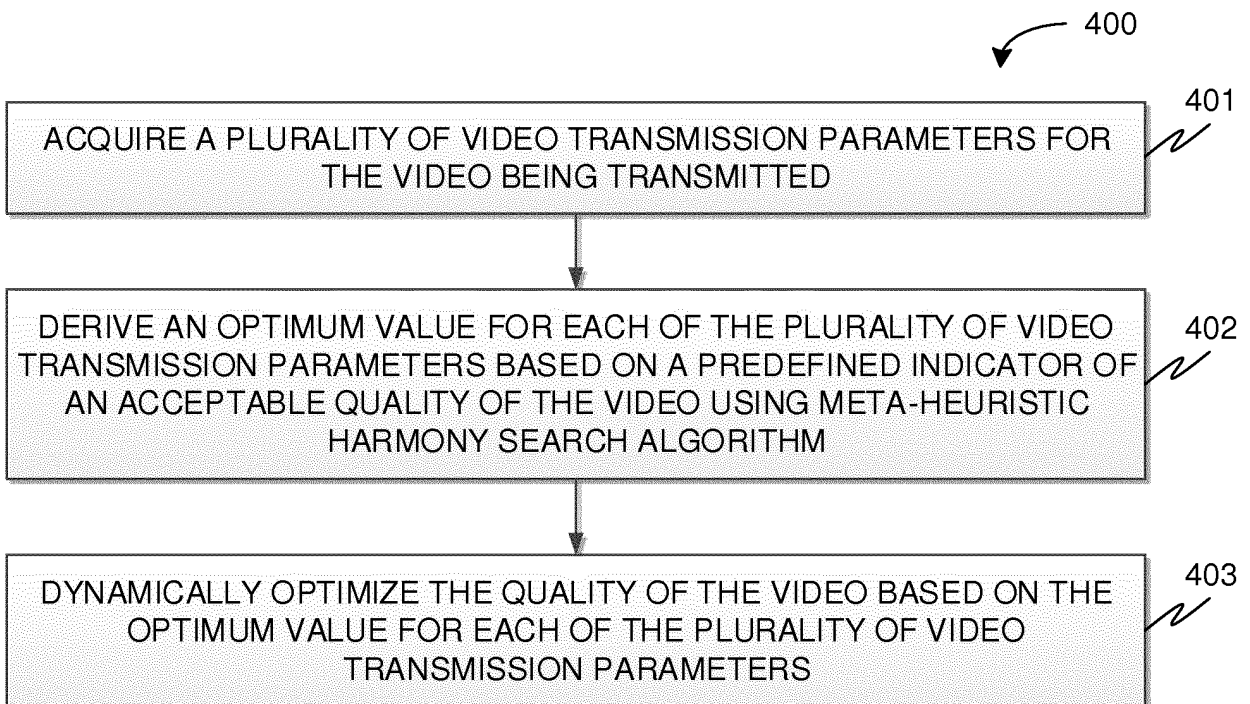 400
401
ACQUIRE A PLURALITY OF VIDEO TRANSMISSION PARAMETERS FOR
THE VIDEO BEING TRANSMITTED
402
DERIVE AN OPTIMUM VALUE FOR EACH OF THE PLURALITY OF VIDEO
TRANSMISSION PARAMETERS BASED ON A PREDEFINED INDICATOR OF
AN ACCEPTABLE QUALITY OF THE VIDEO USING META-HEURISTIC
HARMONY SEARCH ALGORITHM
403
DYNAMICALLY OPTIMIZE THE QUALITY OF THE VIDEO BASED ON THE
OPTIMUM VALUE FOR EACH OF THE PLURALITY OF VIDEO
TRANSMISSION PARAMETERS